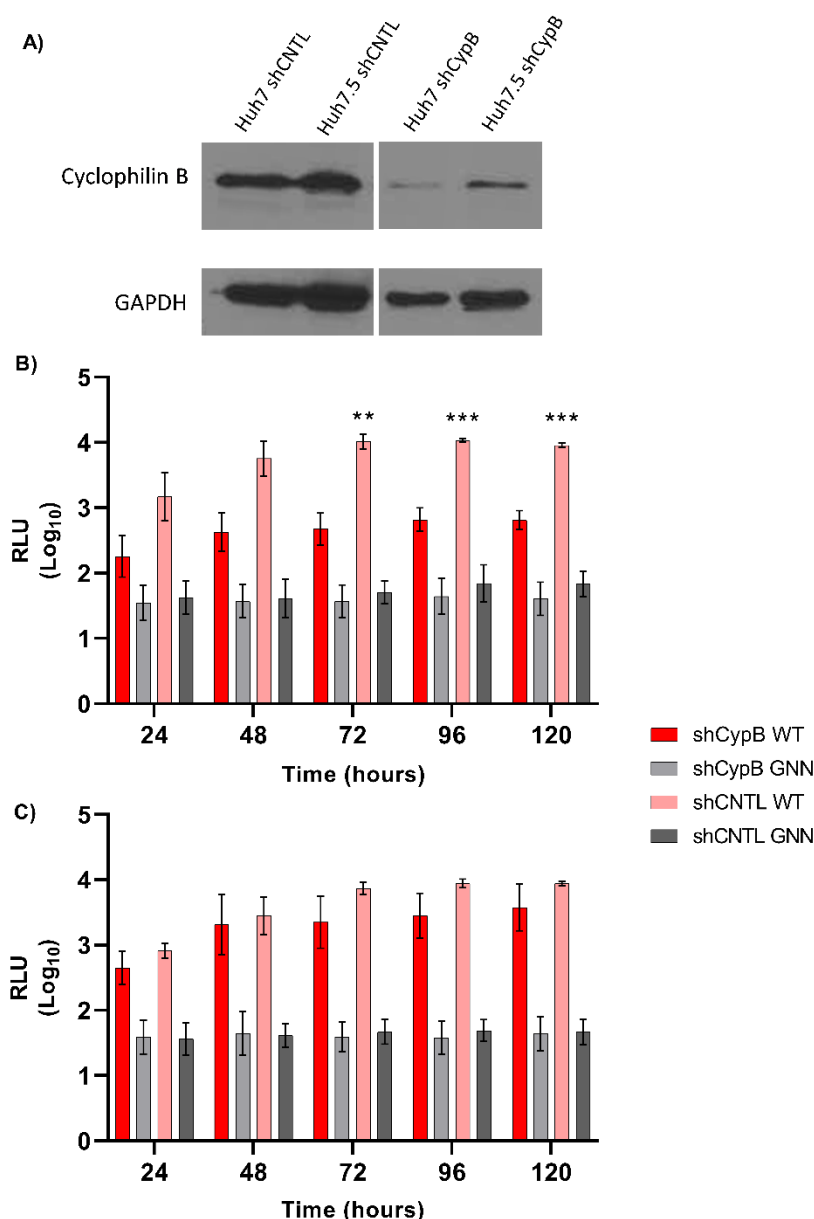 A)
Huh7 shCNTL
Huh7.5 shCNTL
Huh7 shCypB
Huh7.5 shCypB
Cyclophilin B
GAPDH
B)
5
4
3
2
1
0
RLU
(Log10)
** *** ***
24 48 72 96 120
Time (hours)
shCypB WT
shCypB GNN
shCNTL WT
shCNTL GNN
C)
5
4
3
2
1
0
RLU
(Log10)
24 48 72 96 120
Time (hours)